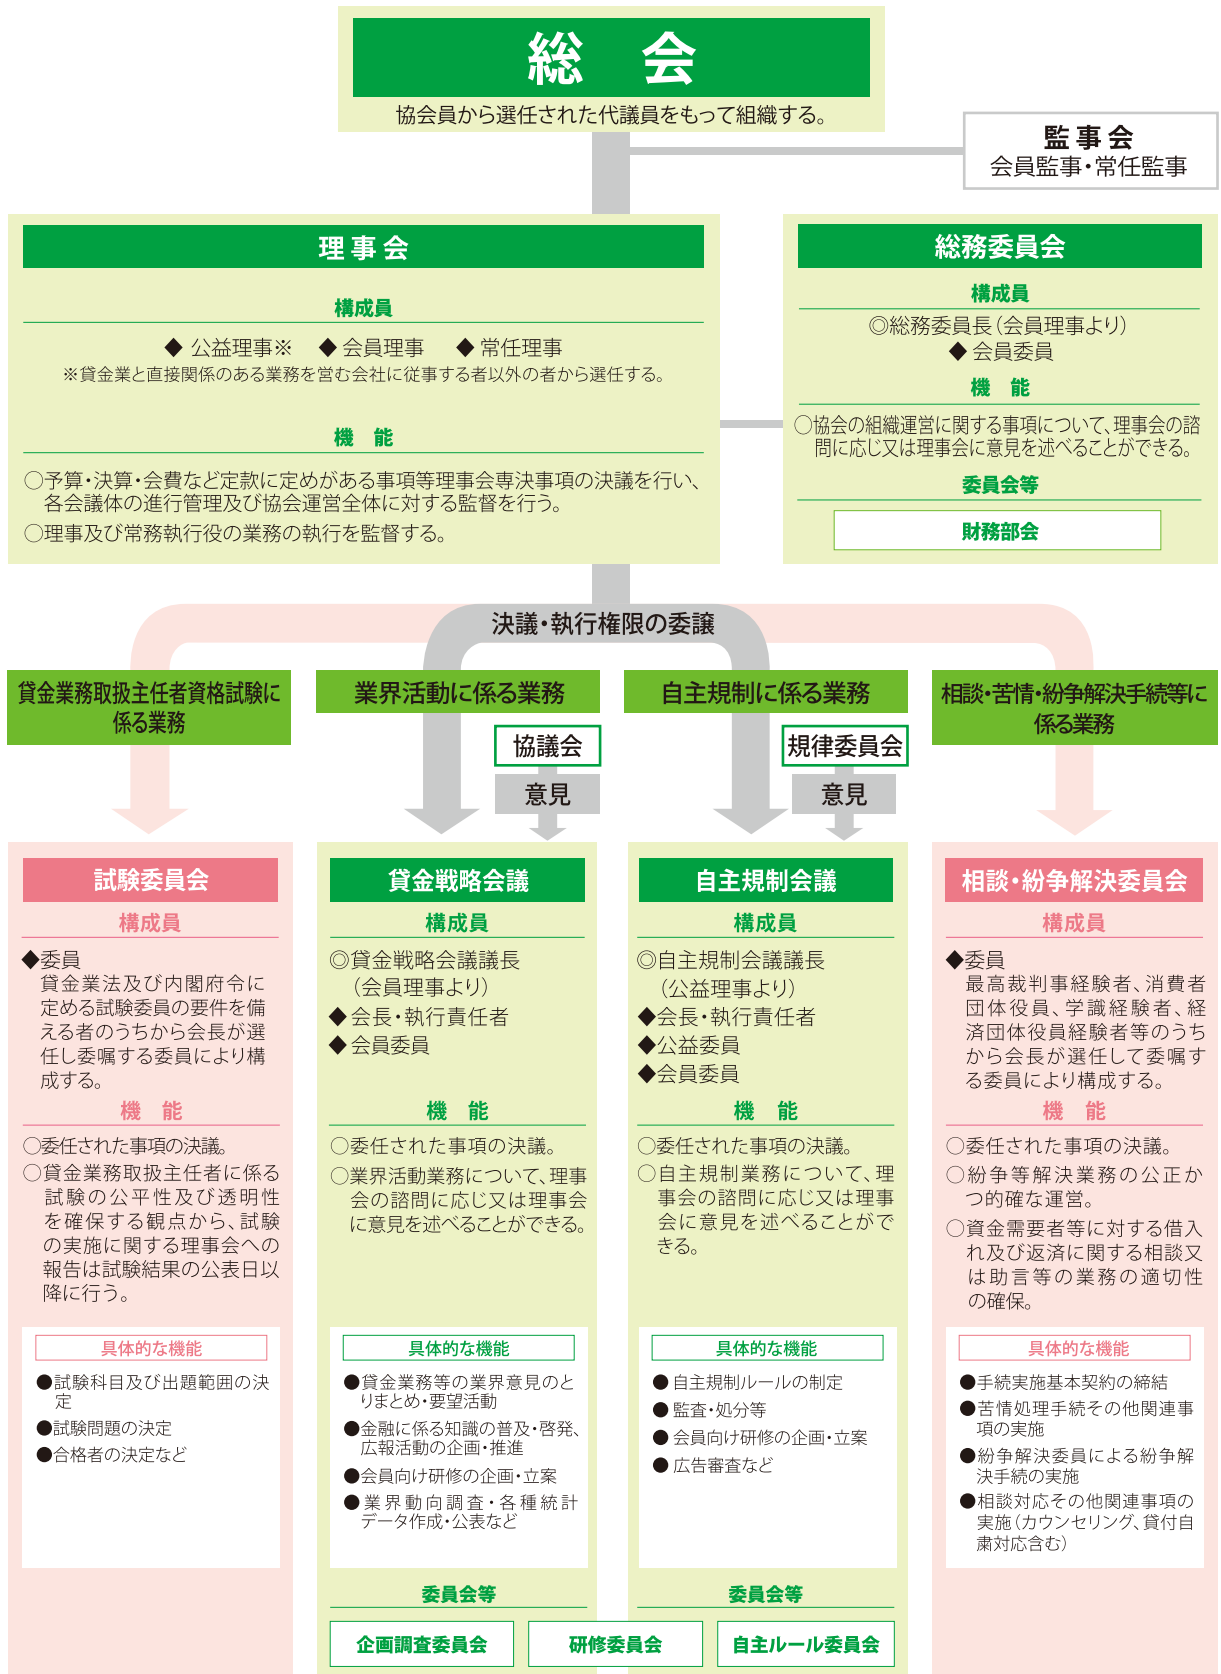 総　会
協会員から選任された代議員をもって組織する。
監事会
会員監事・常任監事
理事会
構成員
◆ 公益理事※　◆ 会員理事　◆ 常任理事
※貸金業と直接関係のある業務を営む会社に従事する者以外の者から選任する。
機　能
○予算・決算・会費など定款に定めがある事項等理事会専決事項の決議を行い、
各会議体の進行管理及び協会運営全体に対する監督を行う。
○理事及び常務執行役の業務の執行を監督する。
総務委員会
構成員
◎総務委員長（会員理事より）
◆ 会員委員
機　能
○協会の組織運営に関する事項について、理事会の諮
問に応じ又は理事会に意見を述べることができる。
委員会等
財務部会
決議・執行権限の委譲
貸金業務取扱主任者資格試験に
係る業務
業界活動に係る業務
協議会
意見
自主規制に係る業務
規律委員会
意見
相談・苦情・紛争解決手続等に
係る業務
試験委員会
構成員
◆委員
貸金業法及び内閣府令に
定める試験委員の要件を備
える者のうちから会長が選
任し委嘱する委員により構
成する。
機　能
○委任された事項の決議。
○貸金業務取扱主任者に係る
試験の公平性及び透明性
を確保する観点から、試験
の実施に関する理事会への
報告は試験結果の公表日以
降に行う。
具体的な機能
●試験科目及び出題範囲の決
定
●試験問題の決定
●合格者の決定など
貸金戦略会議
構成員
◎貸金戦略会議議長
（会員理事より）
◆会長・執行責任者
◆会員委員
機　能
○委任された事項の決議。
○業界活動業務について、理事
会の諮問に応じ又は理事会
に意見を述べることができる。
具体的な機能
●貸金業務等の業界意見のと
りまとめ・要望活動
●金融に係る知識の普及・啓発、
広報活動の企画・推進
●会員向け研修の企画・立案
●業界動向調査・各種統計
データ作成・公表など
委員会等
企画調査委員会
研修委員会
自主規制会議
構成員
◎自主規制会議議長
（公益理事より）
◆会長・執行責任者
◆公益委員
◆会員委員
機　能
○委任された事項の決議。
○自主規制業務について、理
事会の諮問に応じ又は理事
会に意見を述べることがで
きる。
具体的な機能
●自主規制ルールの制定
●監査・処分等
●会員向け研修の企画・立案
●広告審査など
委員会等
自主ルール委員会
相談・紛争解決委員会
構成員
◆委員
最高裁判事経験者、消費者
団体役員、学識経験者、経
済団体役員経験者等のうち
から会長が選任して委嘱す
る委員により構成する。
機　能
○委任された事項の決議。
○紛争等解決業務の公正か
つ的確な運営。
○資金需要者等に対する借入
れ及び返済に関する相談又
は助言等の業務の適切性
の確保。
具体的な機能
●手続実施基本契約の締結
●苦情処理手続その他関連事
項の実施
●紛争解決委員による紛争解
決手続の実施
●相談対応その他関連事項の
実施（カウンセリング、貸付自
粛対応含む）